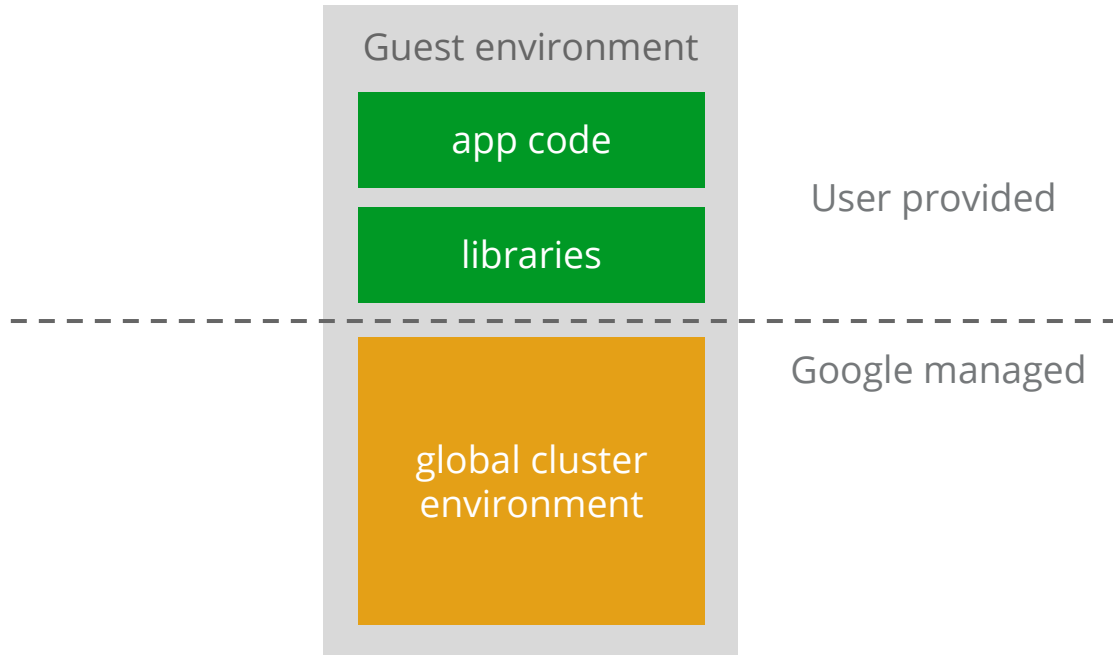 Guest environment
app code
User provided
libraries
Google managed
global cluster
environment